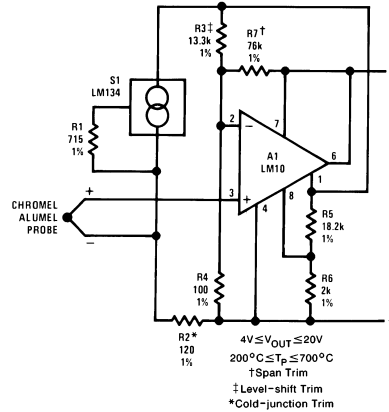 R3‡
13.3k
1%
R7†
76k
1%
S1
LM134
R1
715
1%
2
−
7
A1
LM10
6
1
3
+
4
8
CHROMEL
ALUMEL
PROBE
+
−
R5
18.2k
1%
R4
100
1%
R6
2k
1%
R2*
120
1%
4V≤VOUT≤20V
200°C≤TP≤700°C
†Span Trim
‡Level-shift Trim
*Cold-junction Trim